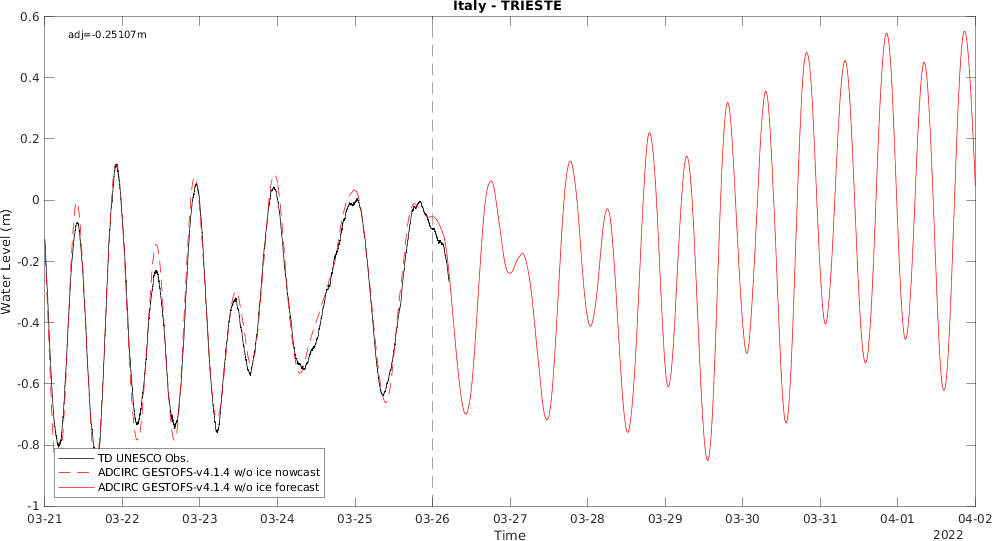 Italy - TRIESTE
adj=-0.25107m
0.6
0.4
0.2
0
-0.2
-0.4
-0.6
-0.8
-1
Water Level (m)
TD UNESCO Obs.
ADCIRC GESTOFS-v4.1.4 w/o ice nowcast
ADCIRC GESTOFS-v4.1.4 w/o ice forecast
03-21 03-22 03-23 03-24 03-25 03-26 03-27 03-28 03-29 03-30 03-31 04-01 04-02
Time
2022